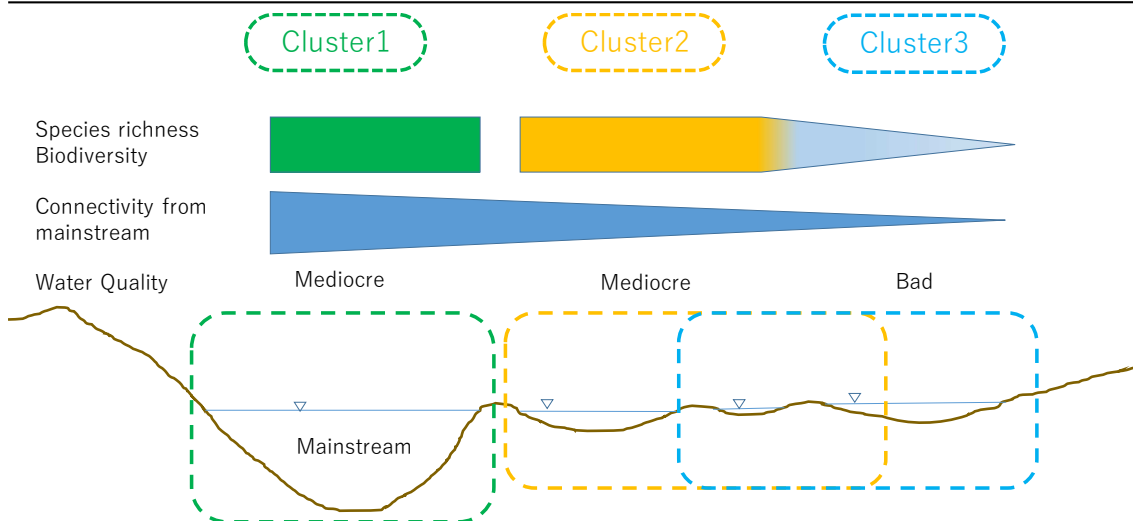 Cluster1
Cluster2
Cluster3
Species richness
Biodiversity
Connectivity from
mainstream
Water Quality
Mediocre
Mediocre
Bad
Mainstream